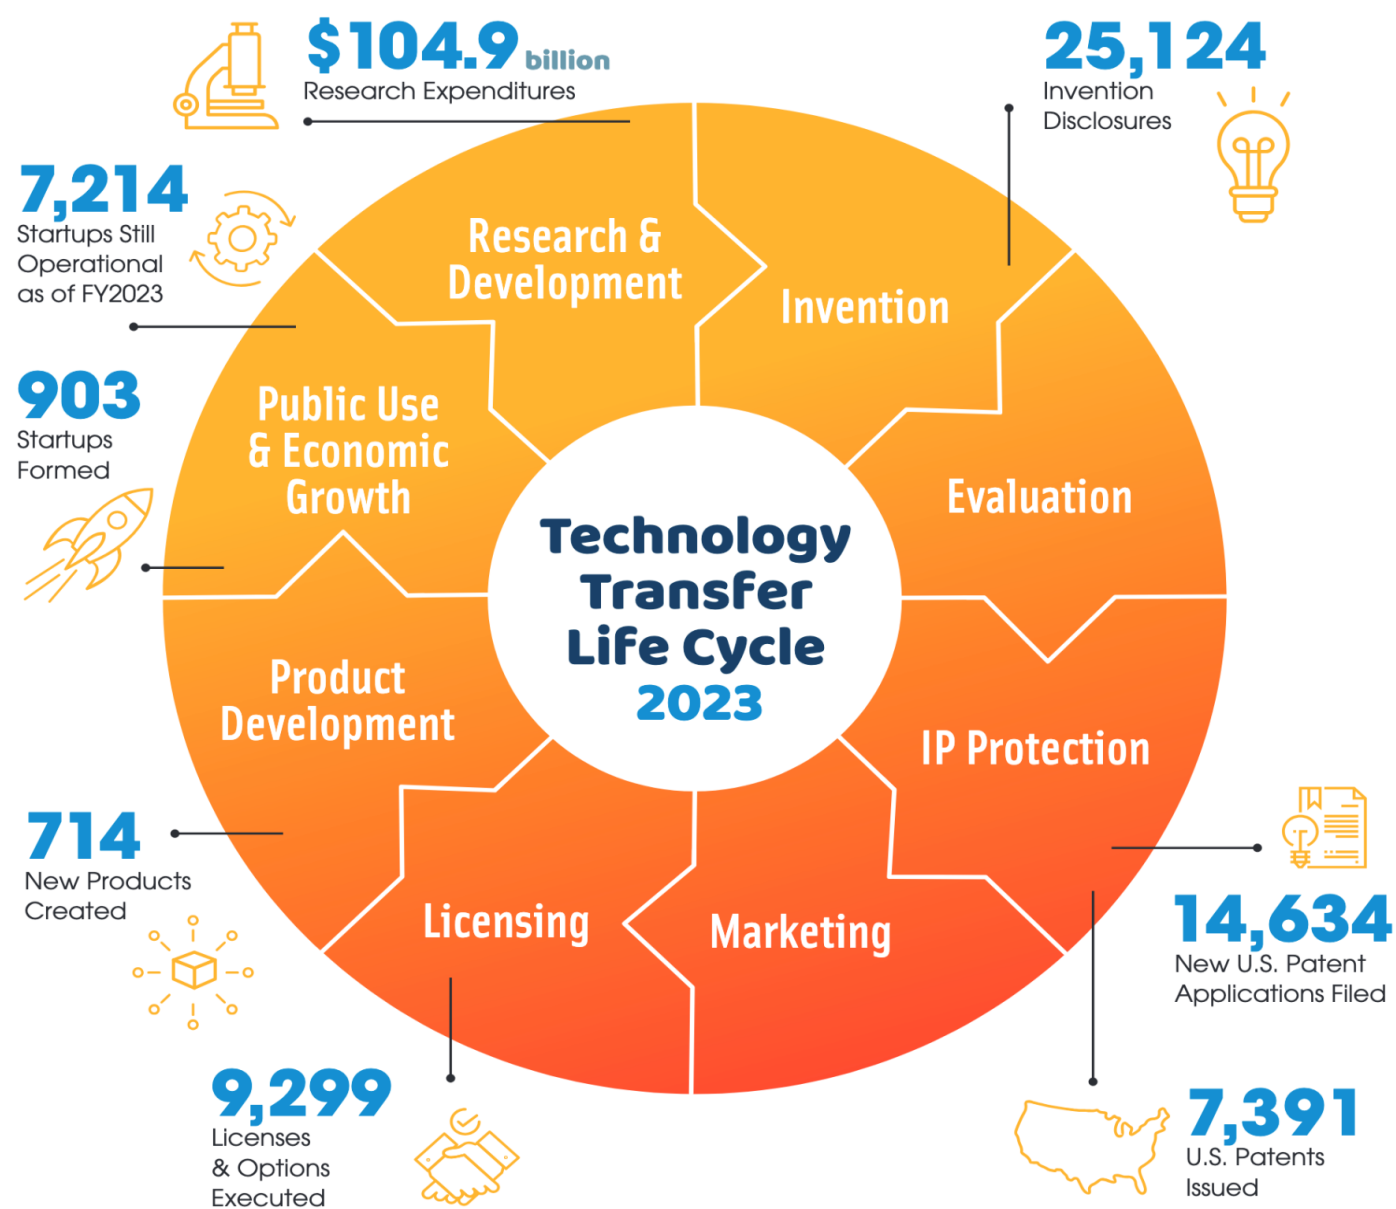 $104.9 billion
Research Expenditures
25,124
Invention
Disclosures
7,214
Startups Still
Operational
as of FY2023
903
Startups
Formed
Research &
Development
Invention
Public Use
& Economic
Growth
Evaluation
Technology
Transfer
Life Cycle
2023
Product
Development
IP Protection
Licensing
Marketing
714
New Products
Created
14,634
New U.S. Patent
Applications Filed
9,299
Licenses
& Options
Executed
7,391
U.S. Patents
Issued